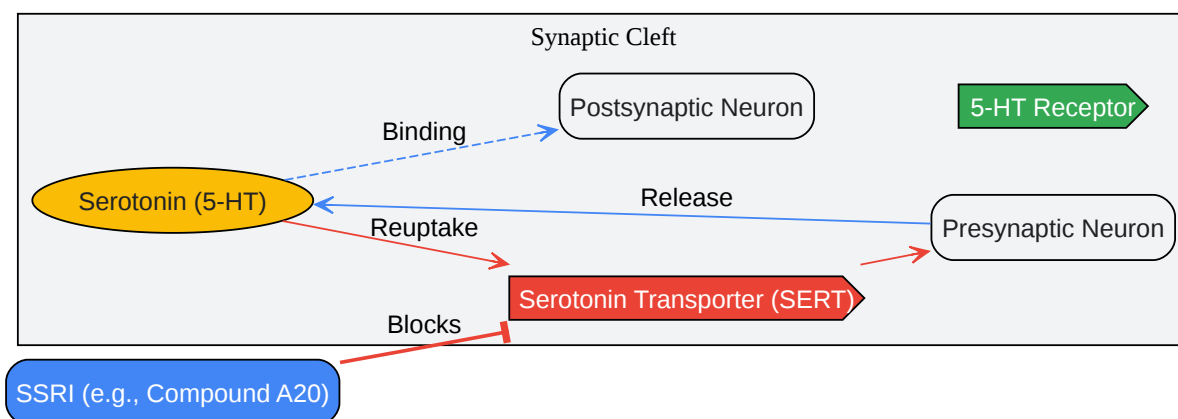 Synaptic Cleft
Postsynaptic Neuron
5-HT Receptor
Binding
Serotonin (5-HT)
Release
Reuptake
Presynaptic Neuron
Serotonin Transporter (SERT)
Blocks
SSRI (e.g., Compound A20)